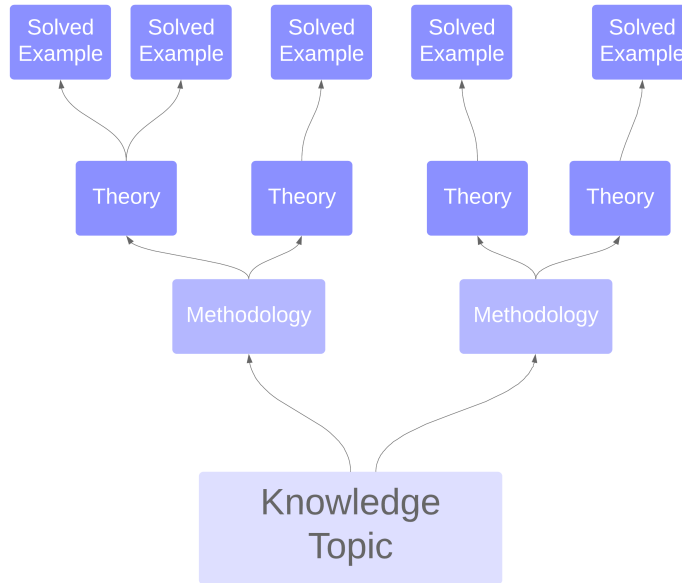 Solved
Example
Solved
Example
Solved
Example
Solved
Example
Solved
Example
Theory
Theory
Theory
Theory
Methodology
Methodology
Knowledge
Topic